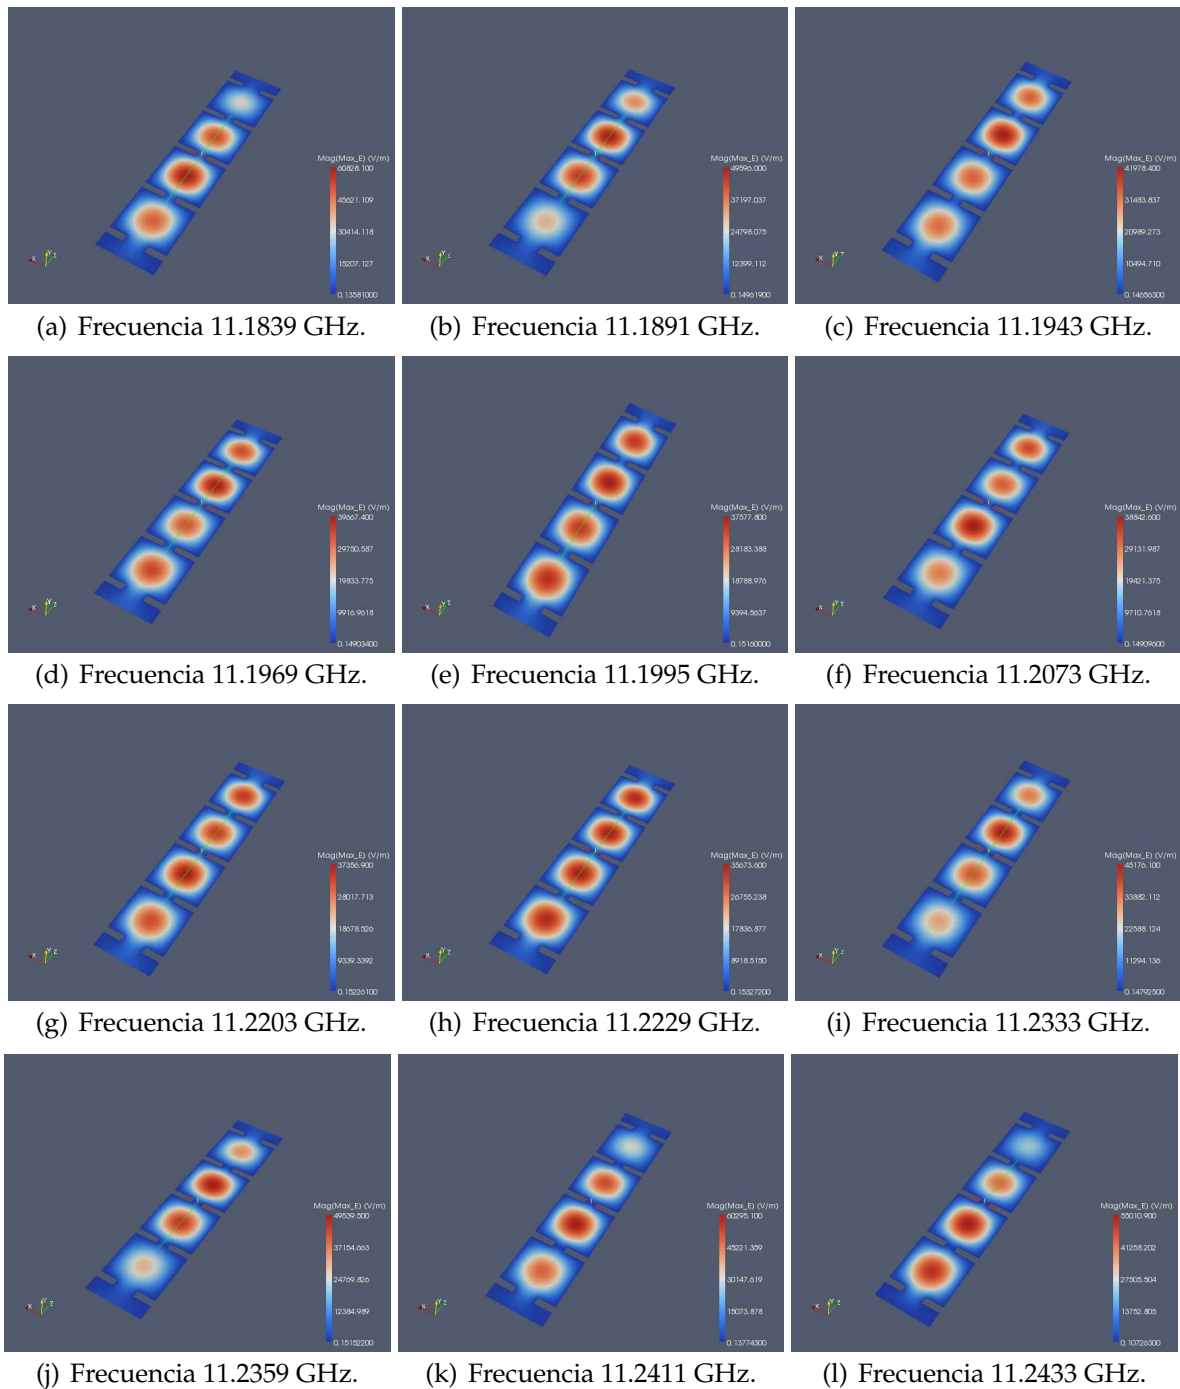 Mag(Max_E) (V/m)
60828.100
45621.109
30414.118
15207.127
0.13581000
X Y Z
(a) Frecuencia 11.1839 GHz.
Mag(Max_E) (V/m)
49596.000
37197.037
24798.075
12399.112
0.14961900
X Y Z
(b) Frecuencia 11.1891 GHz.
Mag(Max_E) (V/m)
41978.400
31483.837
20989.273
10494.710
0.14656300
X Y Z
(c) Frecuencia 11.1943 GHz.
Mag(Max_E) (V/m)
39667.400
29750.587
19833.775
9916.9618
0.14903400
X Y Z
(d) Frecuencia 11.1969 GHz.
Mag(Max_E) (V/m)
37577.800
28183.388
18788.976
9394.5637
0.15160000
X Y Z
(e) Frecuencia 11.1995 GHz.
Mag(Max_E) (V/m)
38842.600
29131.987
19421.375
9710.7618
0.14909600
X Y Z
(f) Frecuencia 11.2073 GHz.
Mag(Max_E) (V/m)
37356.900
28017.713
18678.526
9339.3392
0.15226100
X Y Z
(g) Frecuencia 11.2203 GHz.
Mag(Max_E) (V/m)
35673.600
26755.238
17836.877
8918.5150
0.15327200
X Y Z
(h) Frecuencia 11.2229 GHz.
Mag(Max_E) (V/m)
45176.100
33882.112
22588.124
11294.136
0.14792500
X Y Z
(i) Frecuencia 11.2333 GHz.
Mag(Max_E) (V/m)
49539.500
37154.663
24769.826
12384.989
0.15152200
X Y Z
(j) Frecuencia 11.2359 GHz.
Mag(Max_E) (V/m)
60295.100
45221.359
30147.619
15073.878
0.13774300
X Y Z
(k) Frecuencia 11.2411 GHz.
Mag(Max_E) (V/m)
55010.900
41258.202
27505.504
13752.805
0.10726300
X Y Z
(l) Frecuencia 11.2433 GHz.